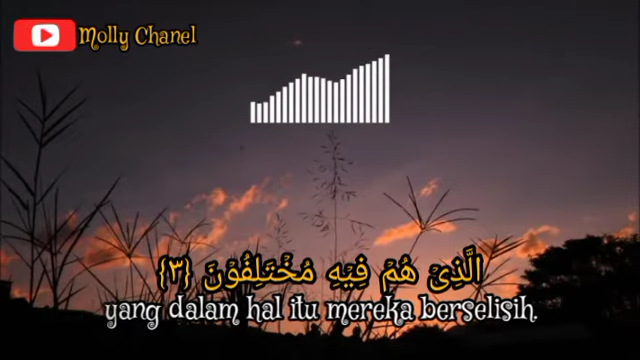 Molly Chanel
الَّذِيْ هُمْ فِيْهِ مُخْتَلِفُوْنَ {٣}
yang dalam hal itu mereka berselisih.